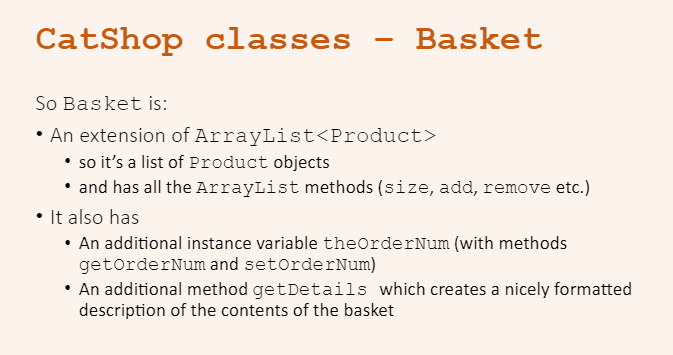 CatShop classes – Basket
So Basket is:
• An extension of ArrayList<Product>
• so it's a list of Product objects
• and has all the ArrayList methods (size, add, remove etc.)
• It also has
• An additional instance variable theOrderNum (with methods
getOrderNum and setOrderNum)
• An additional method getDetails which creates a nicely formatted
description of the contents of the basket